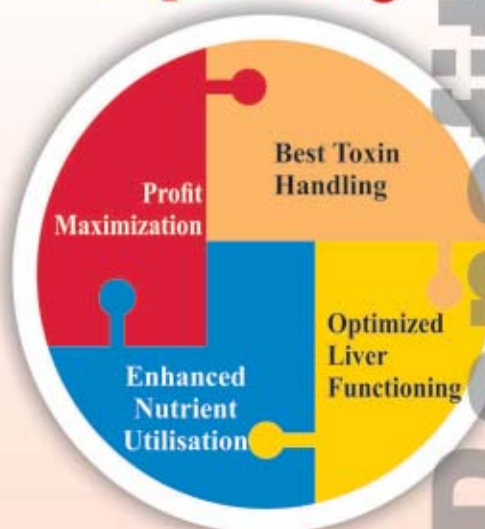 Best Toxin
Handling
Profit
Maximization
Optimized
Liver
Functioning
Enhanced
Nutrient
Utilisation